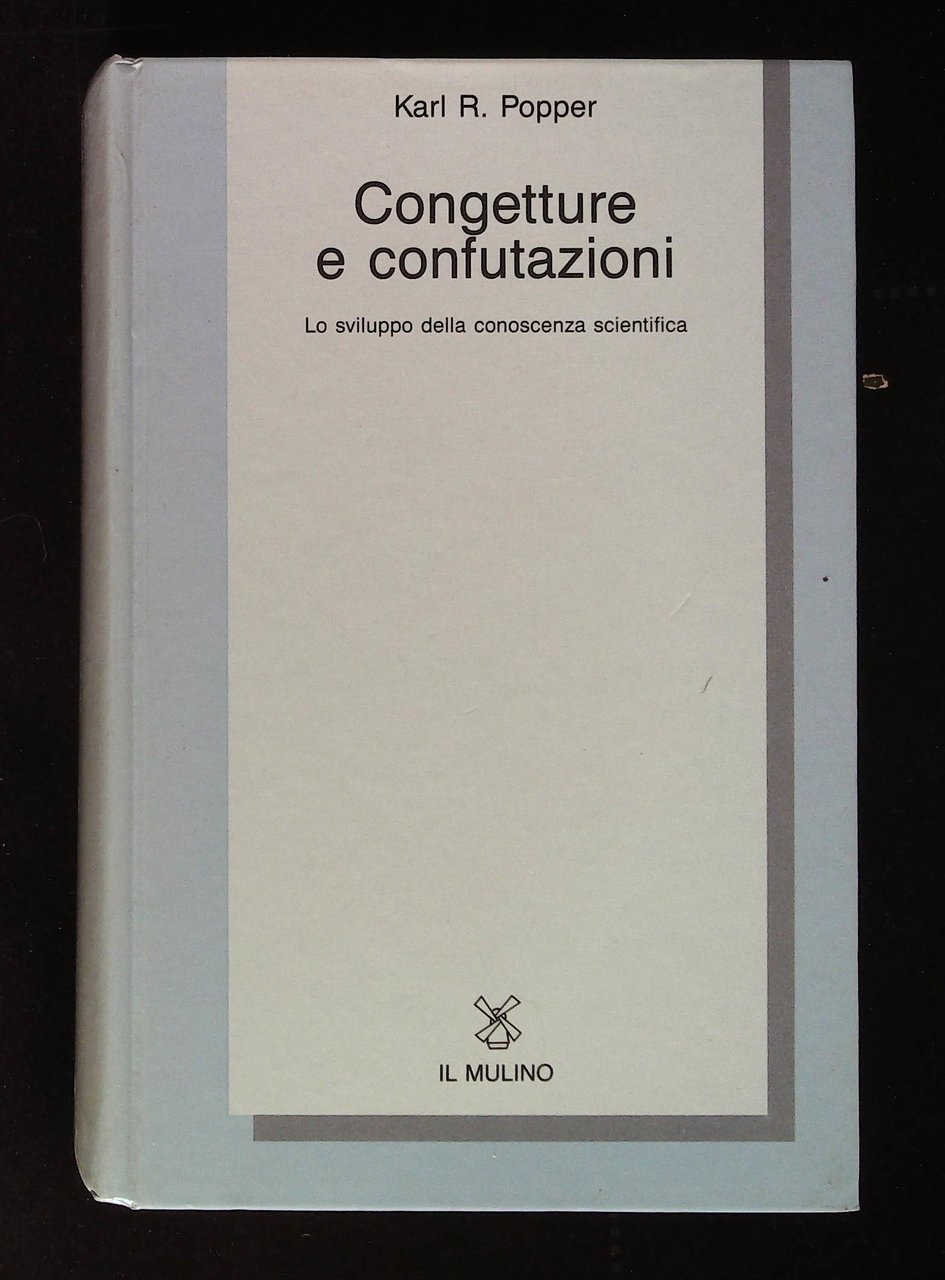 Karl R. Popper
Congetture
e confutazioni
Lo sviluppo della conoscenza scientifica
IL MULINO